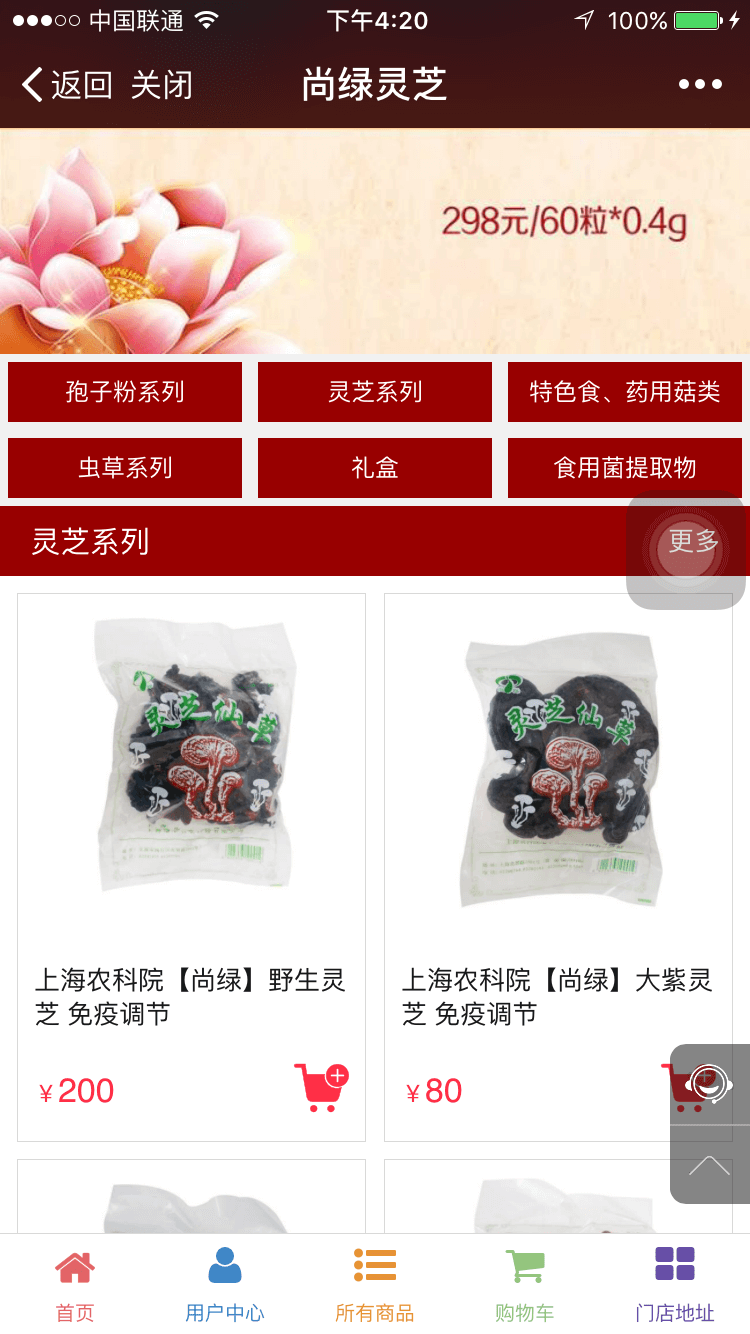 中国联通 下午4:20 100%
返回 关闭 尚绿灵芝
298元/60粒*0.4g
孢子粉系列 灵芝系列 特色食、药用菇类
虫草系列 礼盒 食用菌提取物
灵芝系列 更多
灵芝仙草 灵芝仙草
上海农科院【尚绿】野生灵
芝 免疫调节
上海农科院【尚绿】大紫灵
芝 免疫调节
¥200 ¥80
首页 用户中心 所有商品 购物车 门店地址